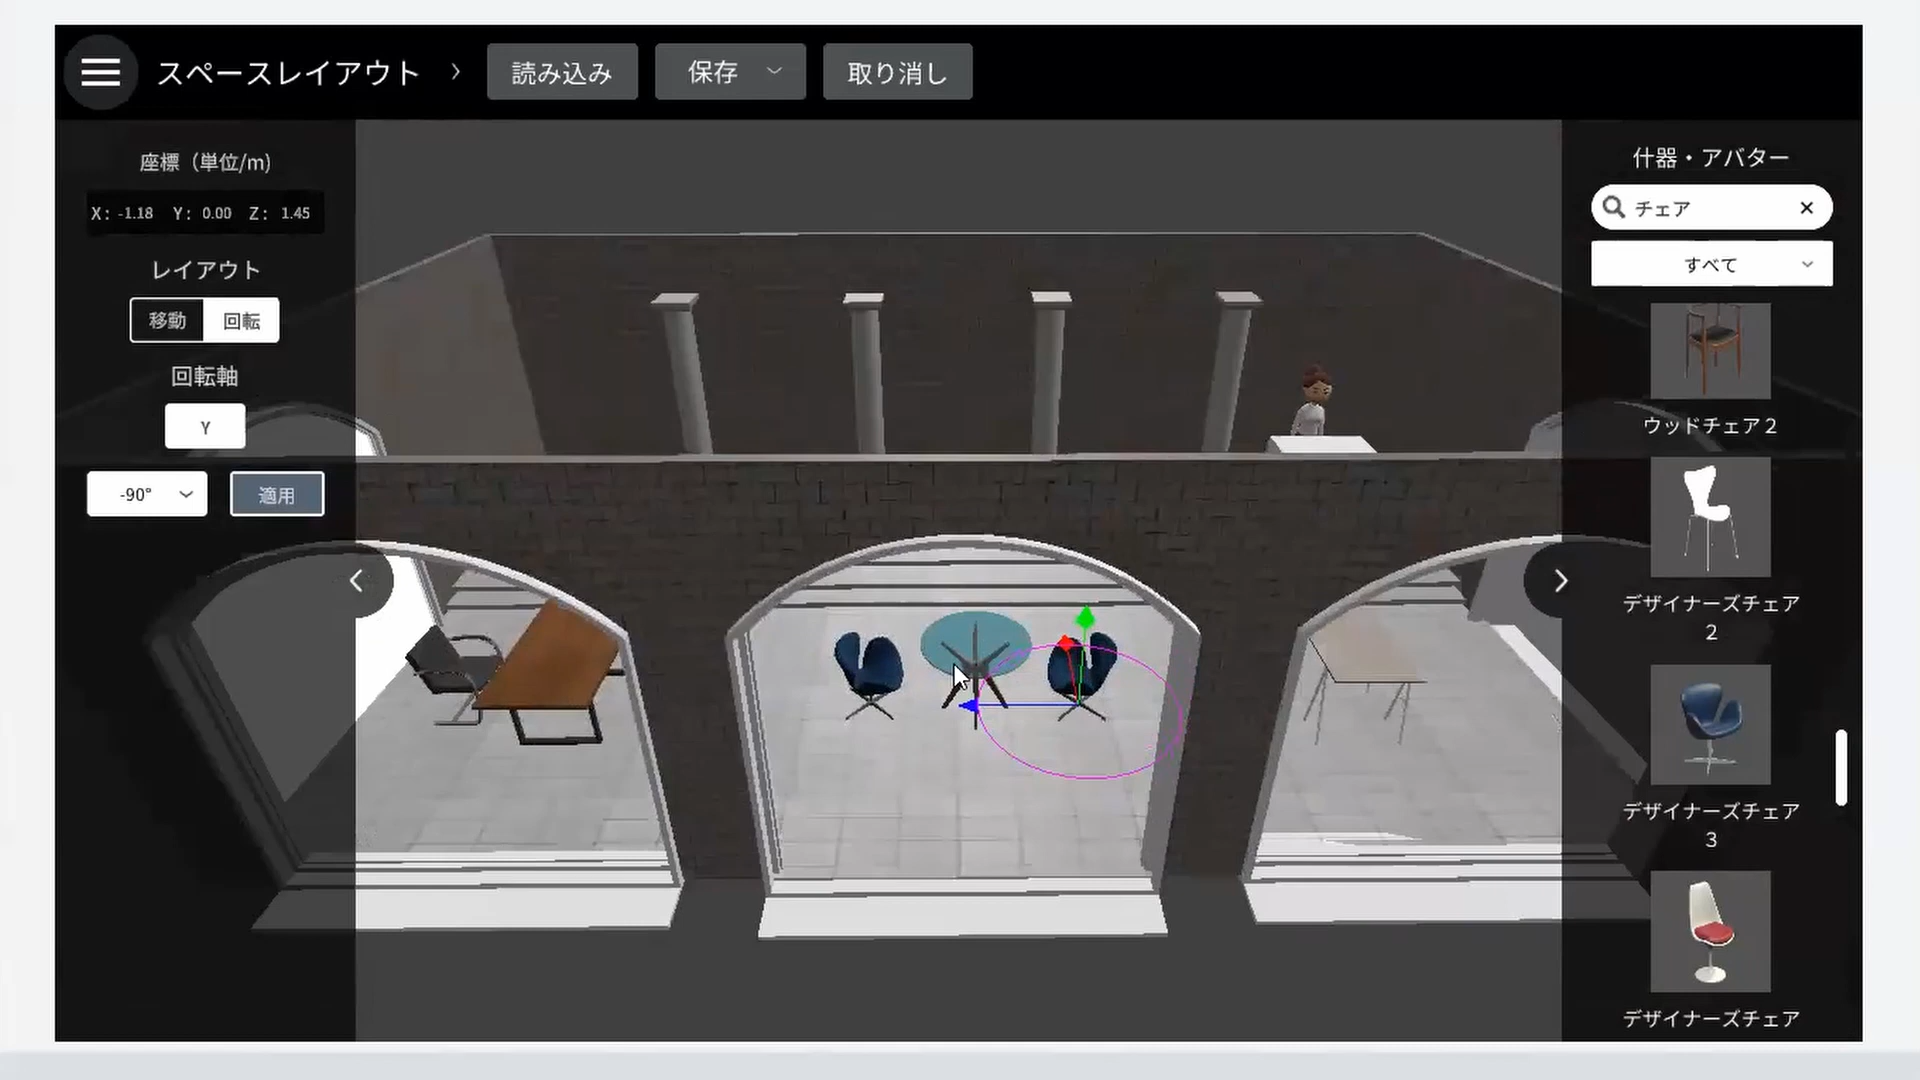 スペースレイアウト › 読み込み 保存 取り消し
座標（単位/m）
X: -1.18 Y: 0.00 Z: 1.45
レイアウト
移動 回転
回転軸
Y
-90° 適用
什器・アバター
チェア ×
すべて
ウッドチェア 2
デザイナーズチェア
2
デザイナーズチェア
3
デザイナーズチェア